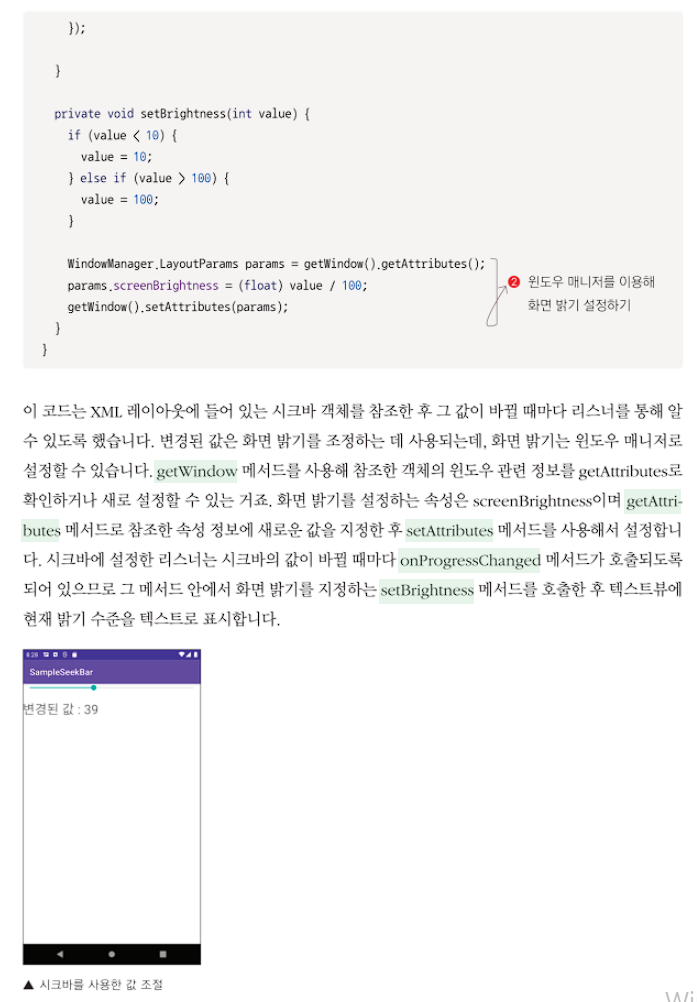 });
}
private void setBrightness(int value) {
if (value < 10) {
value = 10;
} else if (value > 100) {
value = 100;
}
WindowManager.LayoutParams params = getWindow().getAttributes();
params.screenBrightness = (float) value / 100;
getWindow().setAttributes(params);
}
}
2 윈도우 매니저를 이용해
화면 밝기 설정하기
이 코드는 XML 레이아웃에 들어 있는 시크바 객체를 참조한 후 그 값이 바뀔 때마다 리스너를 통해 알
수 있도록 했습니다. 변경된 값은 화면 밝기를 조정하는 데 사용되는데, 화면 밝기는 윈도우 매니저로
설정할 수 있습니다. getWindow 메서드를 사용해 참조한 객체의 윈도우 관련 정보를 getAttributes로
확인하거나 새로 설정할 수 있는 거죠. 화면 밝기를 설정하는 속성은 screenBrightness이며 getAttri-
butes 메서드로 참조한 속성 정보에 새로운 값을 지정한 후 setAttributes 메서드를 사용해서 설정합니
다. 시크바에 설정한 리스너는 시크바의 값이 바뀔 때마다 onProgressChanged 메서드가 호출되도록
되어 있으므로 그 메서드 안에서 화면 밝기를 지정하는 setBrightness 메서드를 호출한 후 텍스트뷰에
현재 밝기 수준을 텍스트로 표시합니다.
8:28
SampleSeekBar
변경된 값 : 39
▲ 시크바를 사용한 값 조절
Wi